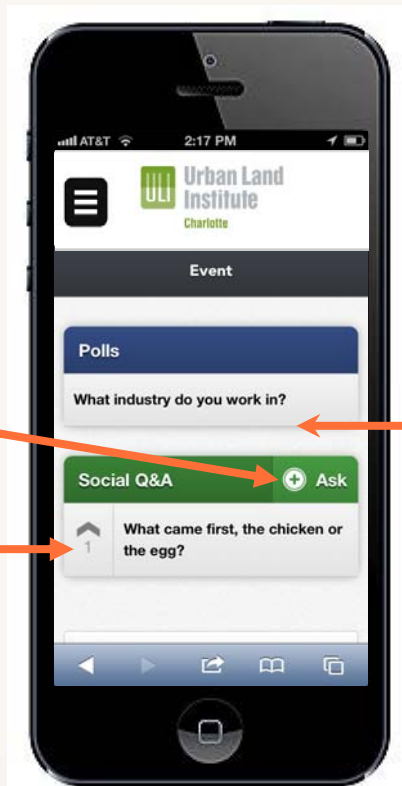 AT&T 2:17 PM
ULI Urban Land
Institute
Charlotte
Event
Polls
What industry do you work in?
Social Q&A Ask
1 What came first, the chicken or
the egg?